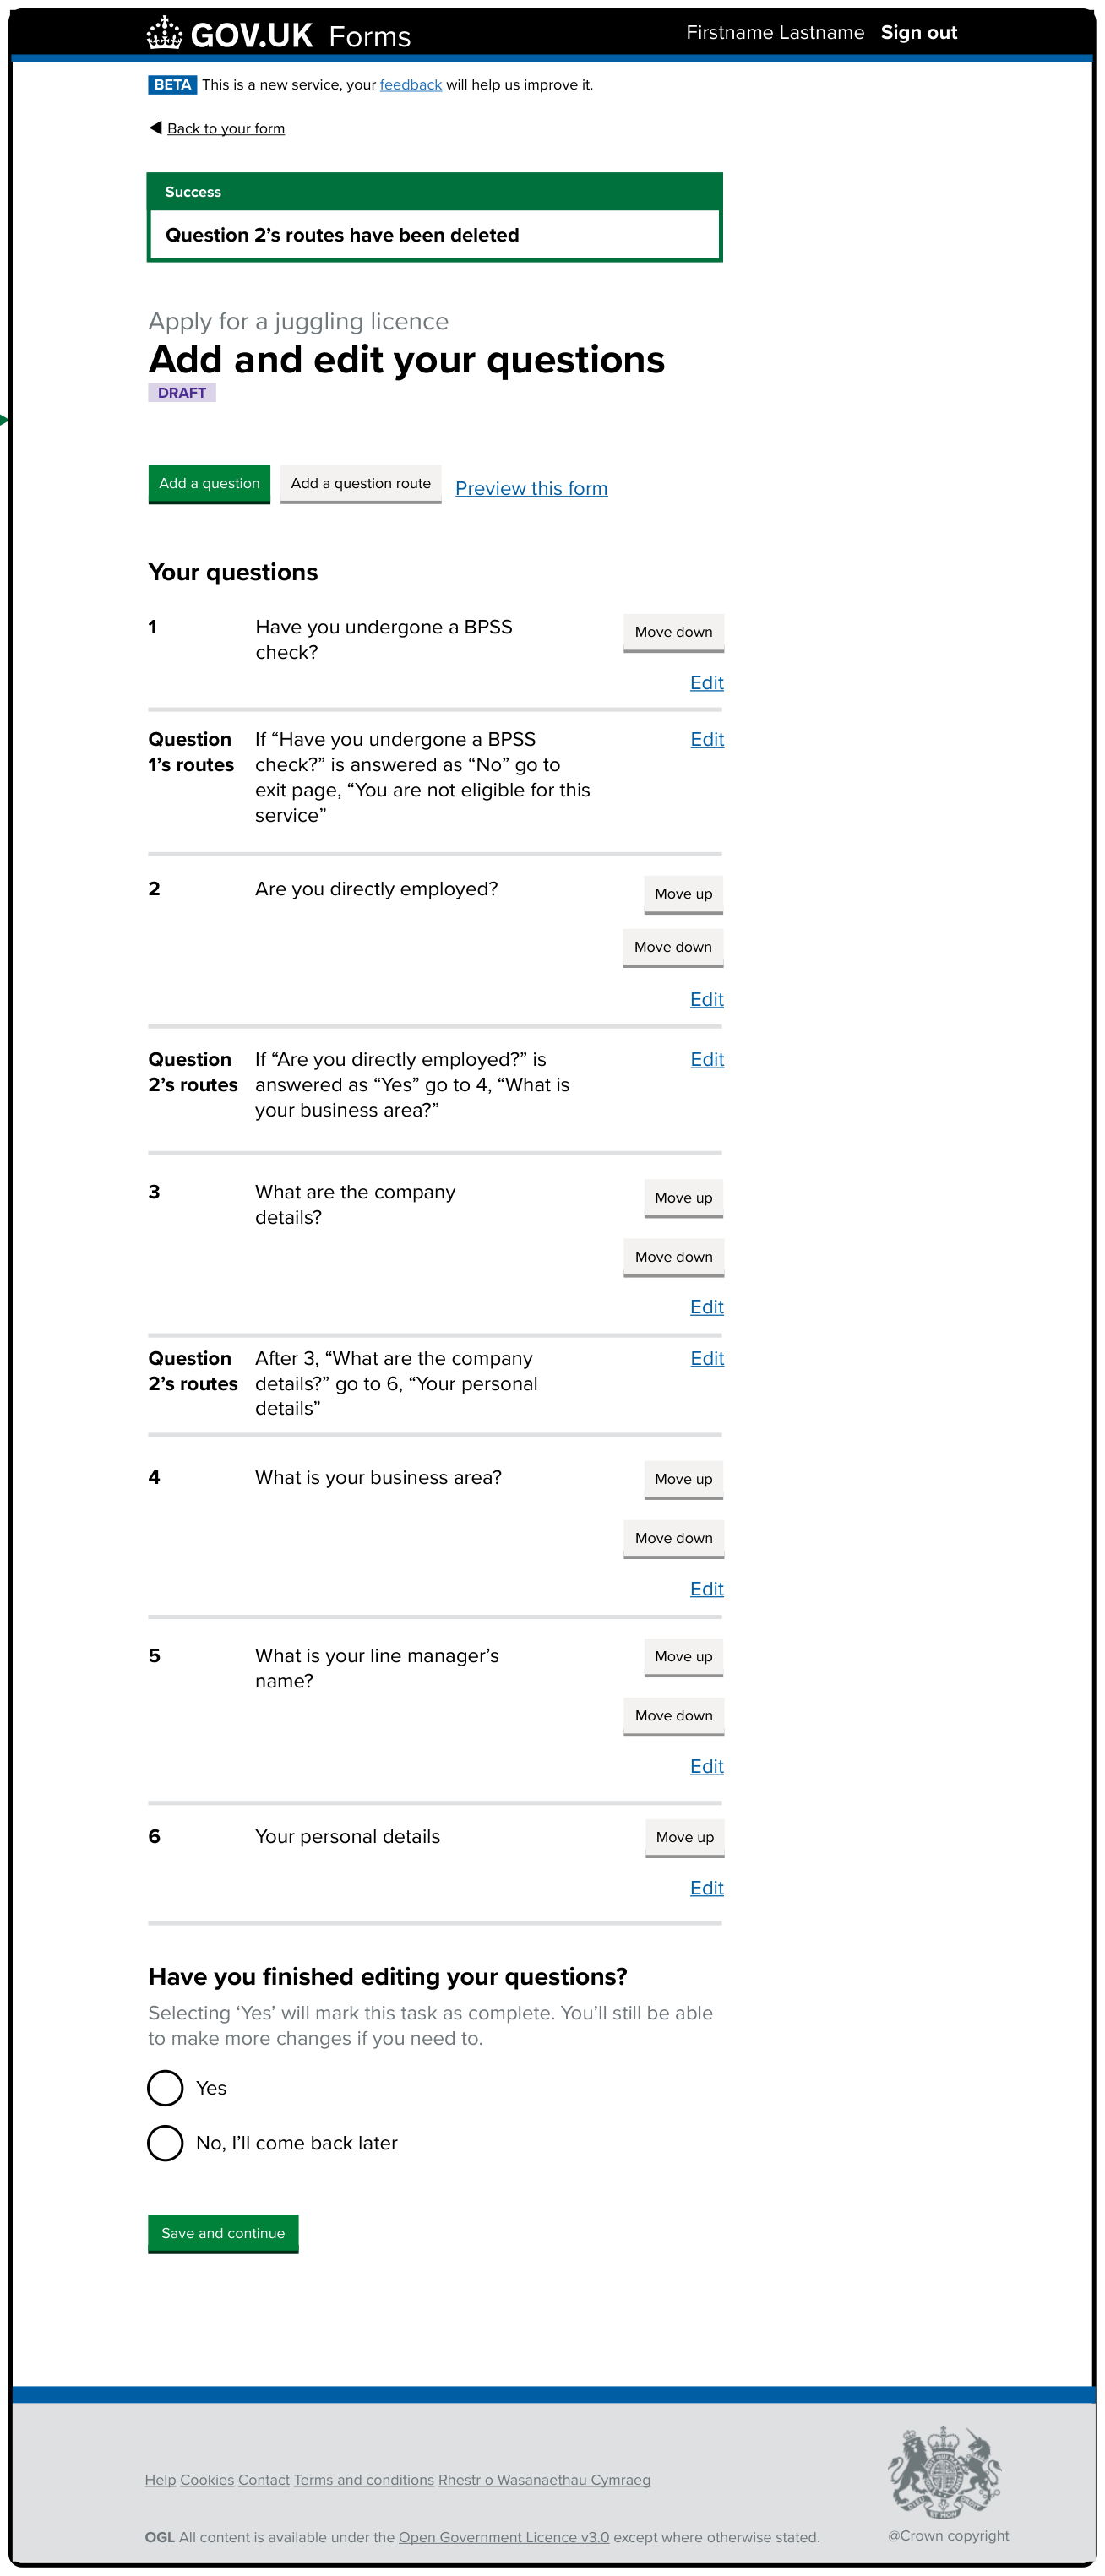 GOV.UK Forms
Firstname Lastname Sign out
BETA This is a new service, your feedback will help us improve it.
Back to your form
Success
Question 2’s routes have been deleted
Apply for a juggling licence
Add and edit your questions
DRAFT
Add a question Add a question route Preview this form
Your questions
1 Have you undergone a BPSS
check?
Move down
Edit
Question
1’s routes
If “Have you undergone a BPSS
check?” is answered as “No” go to
exit page, “You are not eligible for this
service”
Edit
2 Are you directly employed?
Move up
Move down
Edit
Question
2’s routes
If “Are you directly employed?” is
answered as “Yes” go to 4, “What is
your business area?”
Edit
3 What are the company
details?
Move up
Move down
Edit
Question
2’s routes
After 3, “What are the company
details?” go to 6, “Your personal
details”
Edit
4 What is your business area?
Move up
Move down
Edit
5 What is your line manager’s
name?
Move up
Move down
Edit
6 Your personal details
Move up
Edit
Have you finished editing your questions?
Selecting ‘Yes’ will mark this task as complete. You’ll still be able
to make more changes if you need to.
Yes
No, I’ll come back later
Save and continue
Help Cookies Contact Terms and conditions Rhestr o Wasanaethau Cymraeg
OGL All content is available under the Open Government Licence v3.0 except where otherwise stated.
@Crown copyright